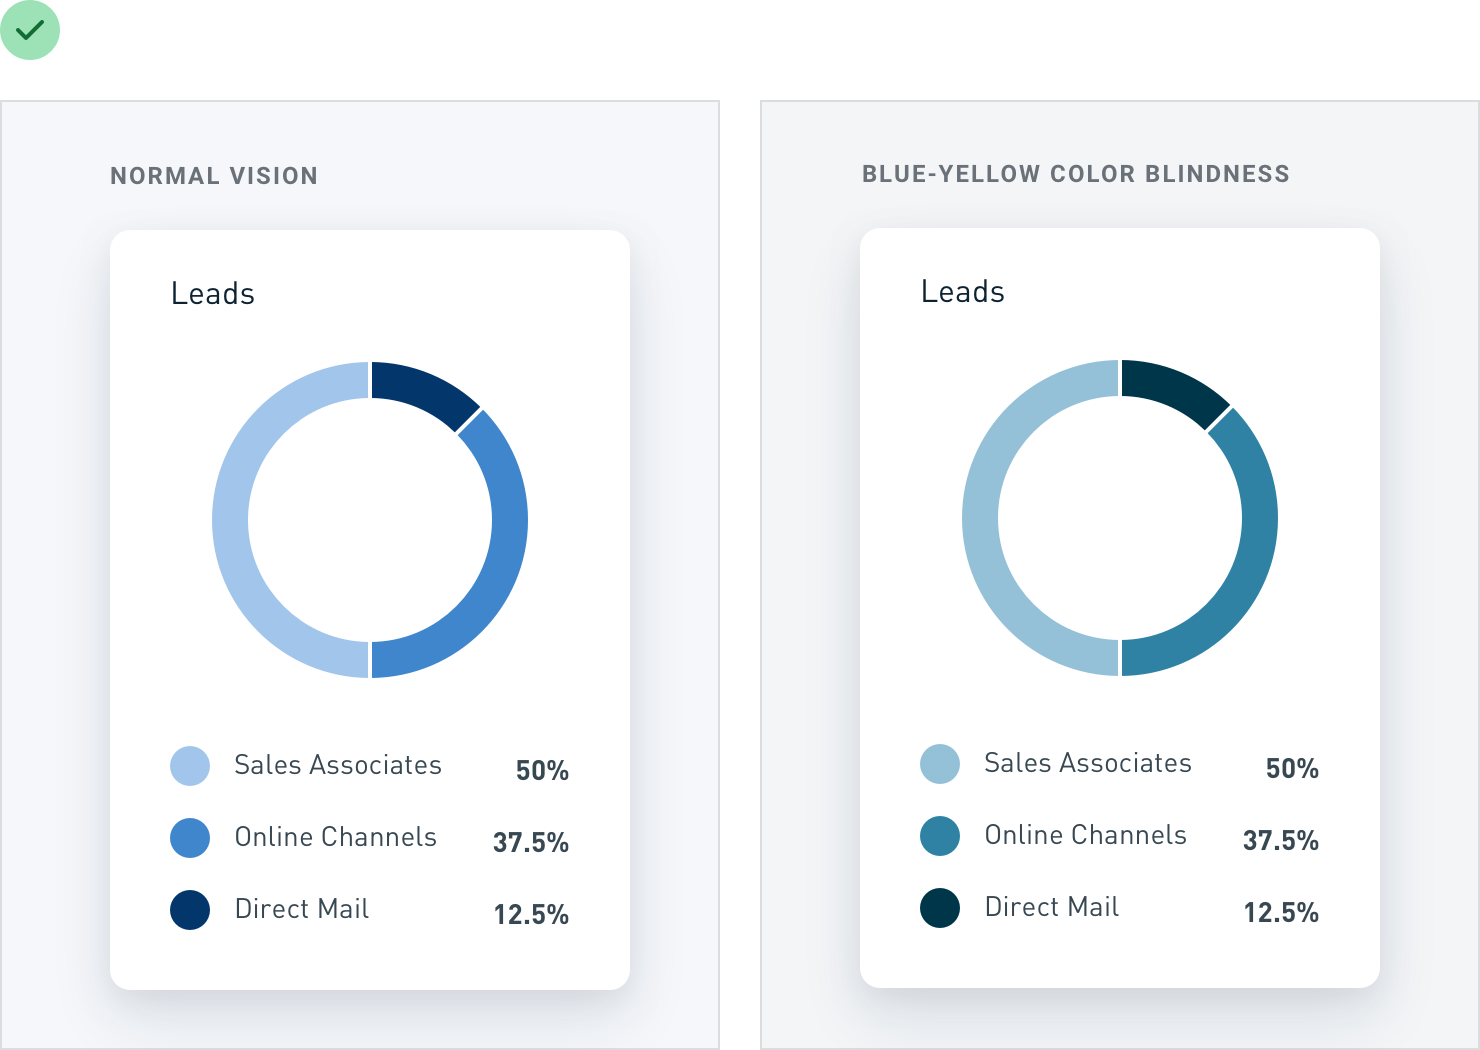 NORMAL VISION
Leads
Sales Associates 50%
Online Channels 37.5%
Direct Mail 12.5%
BLUE-YELLOW COLOR BLINDNESS
Leads
Sales Associates 50%
Online Channels 37.5%
Direct Mail 12.5%